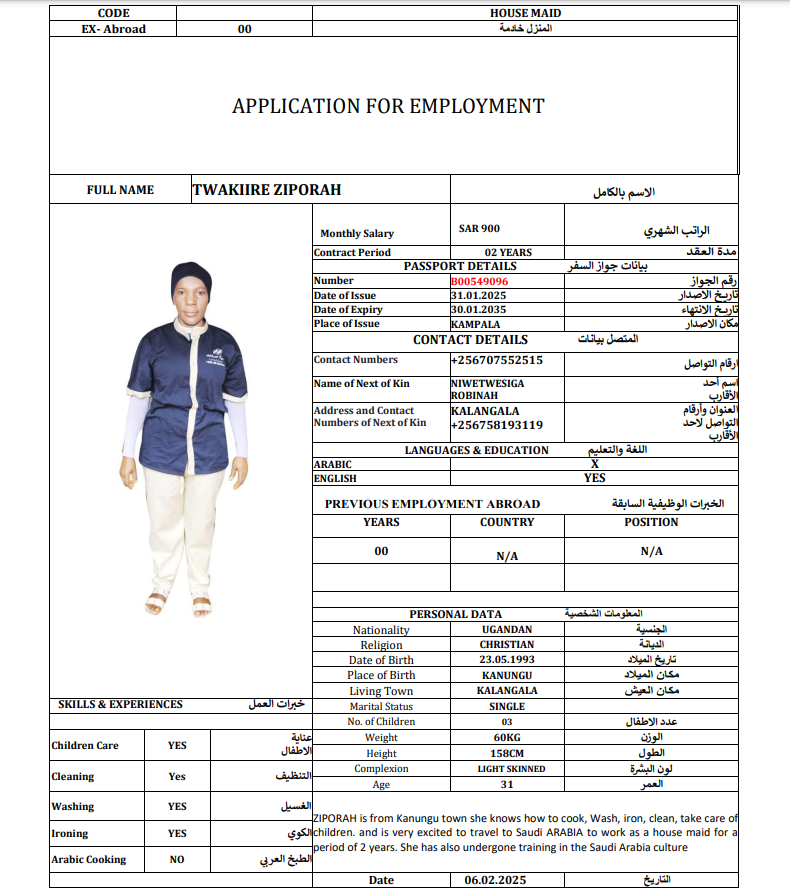 CODE HOUSE MAID
EX- Abroad 00 المنزل خادمة
APPLICATION FOR EMPLOYMENT
FULL NAME TWAKIIRE ZIPORAH الاسم بالكامل
Monthly Salary SAR 900 الراتب الشهري
Contract Period 02 YEARS مدة العقد
PASSPORT DETAILS بيانات جواز السفر
Number B00549096 رقم الجواز
Date of Issue 31.01.2025 تاريخ الاصدار
Date of Expiry 30.01.2035 تاريخ الانتهاء
Place of Issue KAMPALA مكان الاصدار
CONTACT DETAILS المتصل بيانات
Contact Numbers +256707552515 ارقام التواصل
Name of Next of Kin NIWETWESIGA اسم أحد
ROBINAH الأقارب
Address and Contact KALANGALA العنوان وأرقام
Numbers of Next of Kin +256758193119 التواصل لاحد
الأقارب
LANGUAGES & EDUCATION اللغة والتعليم
ARABIC X
ENGLISH YES
PREVIOUS EMPLOYMENT ABROAD الخبرات الوظيفية السابقة
YEARS COUNTRY POSITION
00 N/A N/A
PERSONAL DATA المعلومات الشخصية
Nationality UGANDAN الجنسية
Religion CHRISTIAN الديانة
Date of Birth 23.05.1993 تاريخ الميلاد
Place of Birth KANUNGU مكان الميلاد
Living Town KALANGALA مكان العيش
Marital Status SINGLE
No. of Children 03 عدد الاطفال
Weight 60KG الوزن
Height 158CM الطول
Complexion LIGHT SKINNED لون البشرة
Age 31 العمر
SKILLS & EXPERIENCES خبرات العمل
Children Care YES عناية
الاطفال
Cleaning Yes التنظيف
Washing YES الغسيل
Ironing YES الكوي
Arabic Cooking NO الطبخ العربي
ZIPORAH is from Kanungu town she knows how to cook, Wash, iron, clean, take care of
children. and is very excited to travel to Saudi ARABIA to work as a house maid for a
period of 2 years. She has also undergone training in the Saudi Arabia culture
Date 06.02.2025 التاريخ